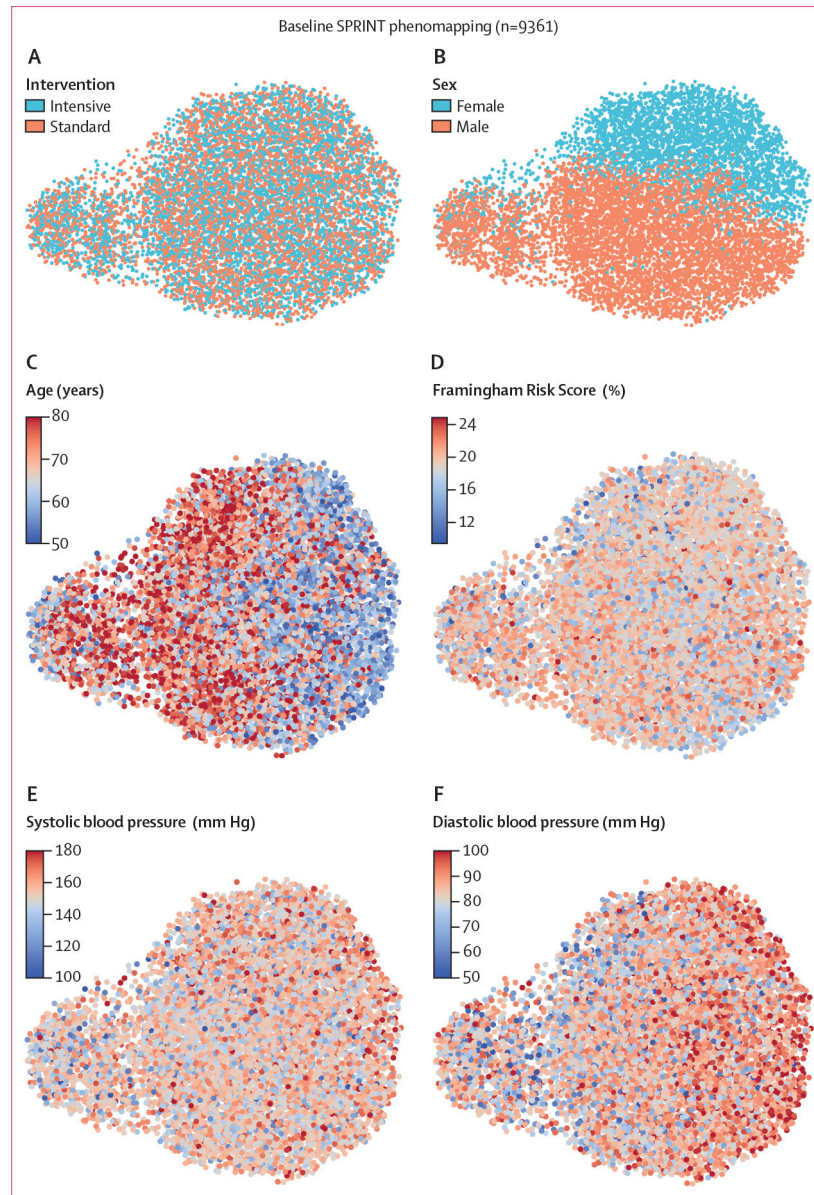 Baseline SPRINT phenomapping (n=9361)
A
Intervention
Intensive
Standard
B
Sex
Female
Male
C
Age (years)
80
70
60
50
D
Framingham Risk Score (%)
24
20
16
12
E
Systolic blood pressure (mm Hg)
180
160
140
120
100
F
Diastolic blood pressure (mm Hg)
100
90
80
70
60
50